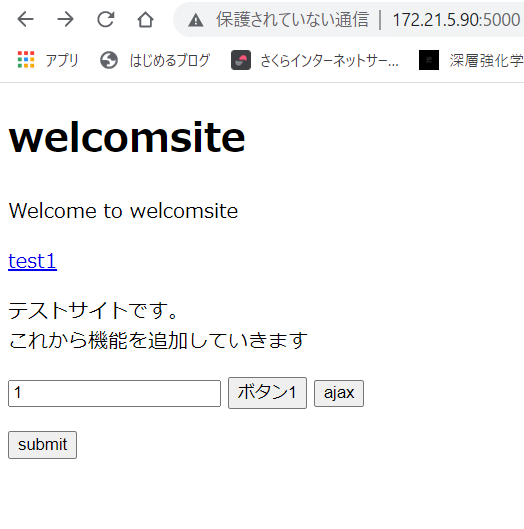 保護されていない通信 | 172.21.5.90:5000
アプリ はじめるブログ さくらインターネットサー... 深層強化学
welcomsite
Welcome to welcomsite
test1
テストサイトです。
これから機能を追加していきます
1 ボタン1 ajax
submit